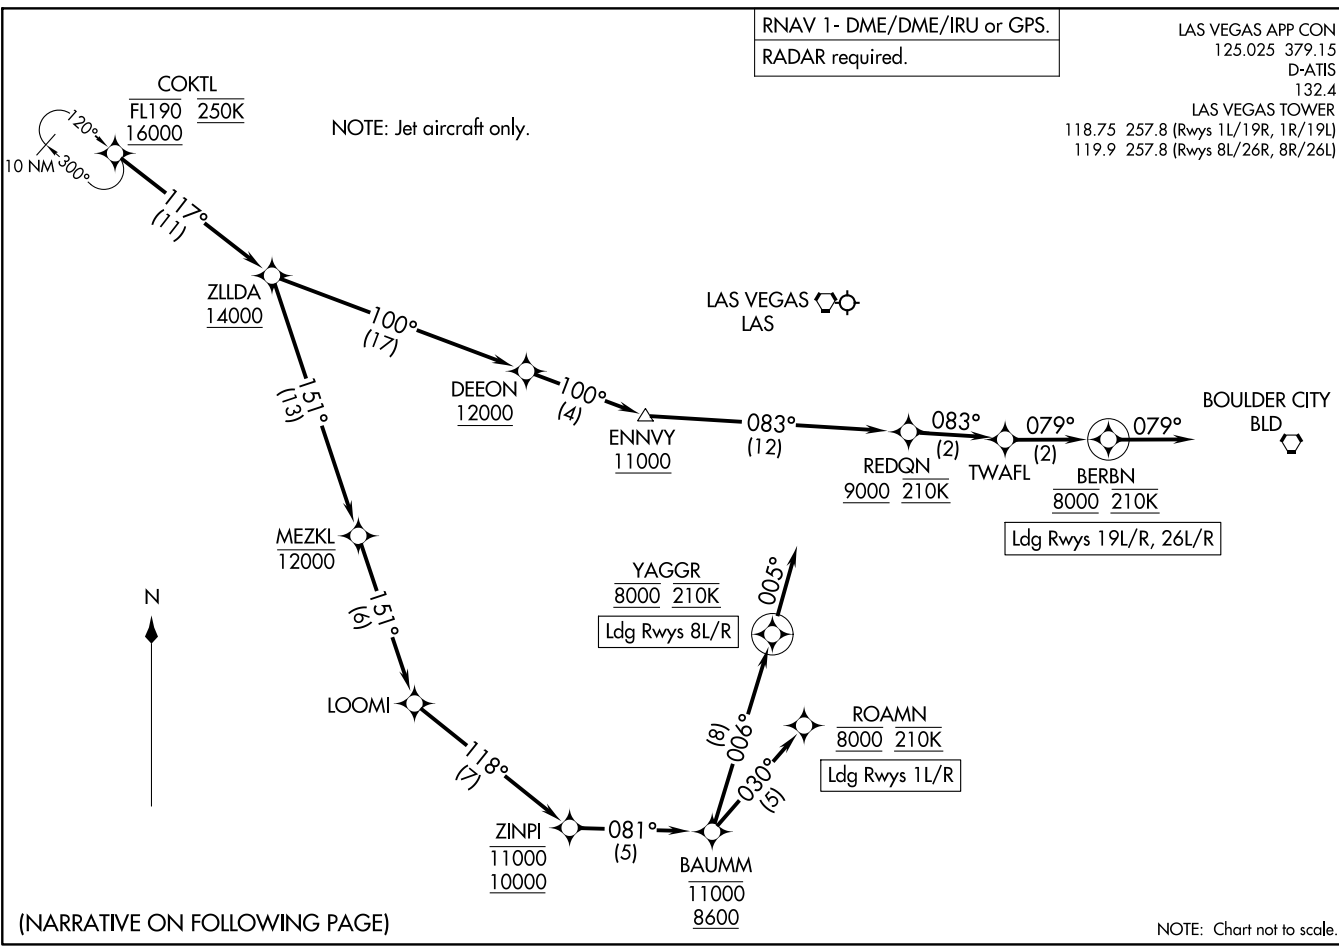 RNAV 1- DME/DME/IRU or GPS.
RADAR required.
LAS VEGAS APP CON
125.025 379.15
D-ATIS
132.4
LAS VEGAS TOWER
118.75 257.8 (Rwys 1L/19R, 1R/19L)
119.9 257.8 (Rwys 8L/26R, 8R/26L)
COKTL
FL190 250K
16000
NOTE: Jet aircraft only.
120°
10 NM
300°
117°
(11)
ZLLDA
14000
100°
(17)
LAS VEGAS
LAS
DEEON
12000
100°
(4)
ENNVY
11000
083°
(12)
REDQN
9000 210K
083°
(2)
TWAFL
079°
(2)
BERBN
8000 210K
Ldg Rwys 19L/R, 26L/R
079°
BOULDER CITY
BLD
151°
(13)
MEZKL
12000
151°
(6)
LOOMI
118°
(7)
ZINPI
11000
10000
081°
(5)
BAUMM
11000
8600
006°
(8)
YAGGR
8000 210K
Ldg Rwys 8L/R
005°
030°
(5)
ROAMN
8000 210K
Ldg Rwys 1L/R
N
(NARRATIVE ON FOLLOWING PAGE)
NOTE: Chart not to scale.